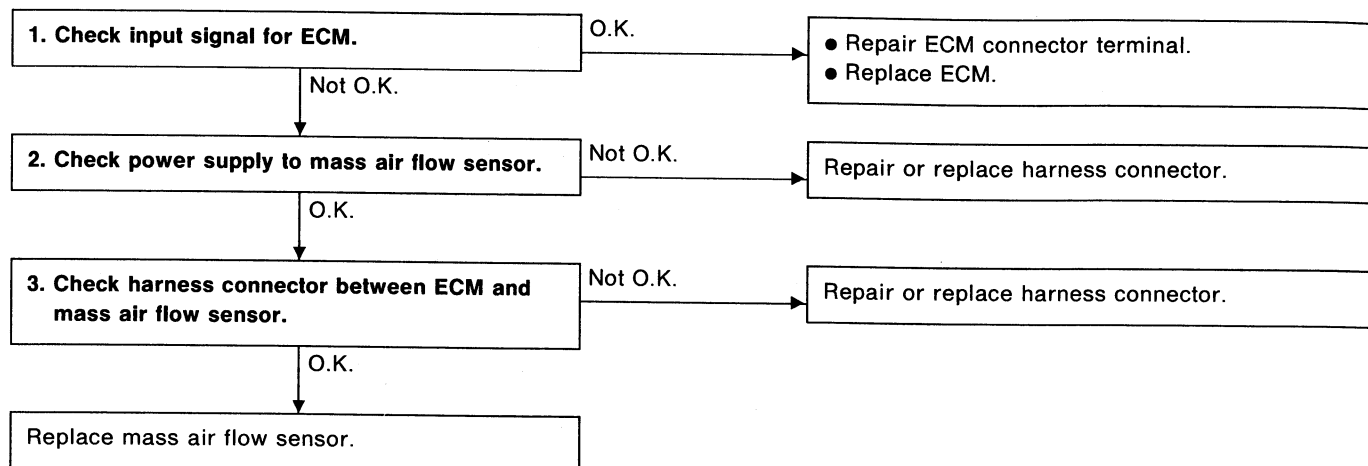 1. Check input signal for ECM.
O.K.
● Repair ECM connector terminal.
● Replace ECM.
Not O.K.
2. Check power supply to mass air flow sensor.
Not O.K.
Repair or replace harness connector.
O.K.
3. Check harness connector between ECM and
mass air flow sensor.
Not O.K.
Repair or replace harness connector.
O.K.
Replace mass air flow sensor.